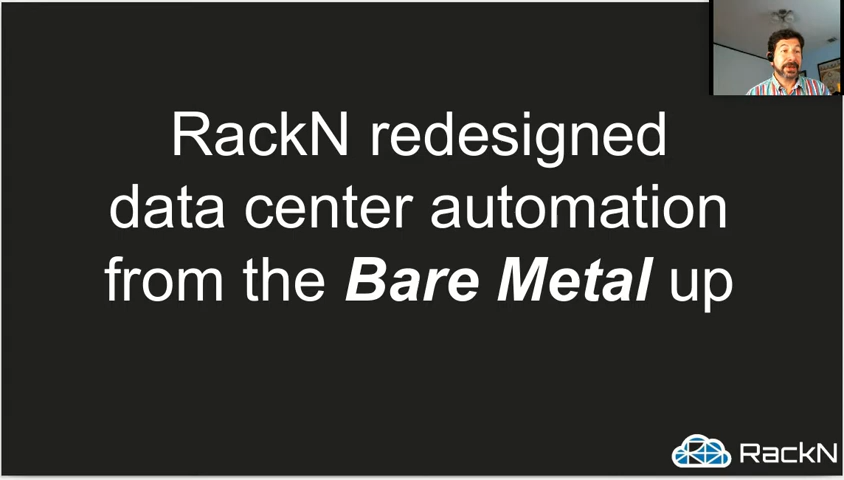 RackN redesigned
data center automation
from the Bare Metal up
RackN